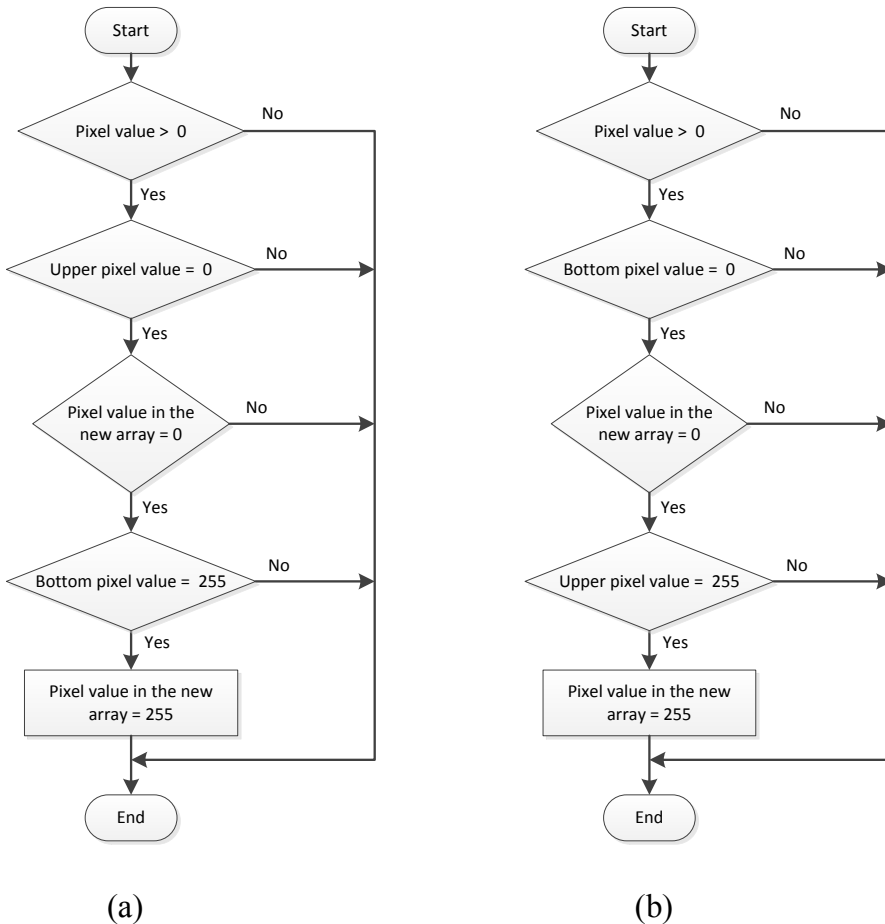 Start
Pixel value > 0
No
Yes
Upper pixel value = 0
No
Yes
Pixel value in the
new array = 0
No
Yes
Bottom pixel value = 255
No
Yes
Pixel value in the new
array = 255
End
(a)
Start
Pixel value > 0
No
Yes
Bottom pixel value = 0
No
Yes
Pixel value in the
new array = 0
No
Yes
Upper pixel value = 255
No
Yes
Pixel value in the new
array = 255
End
(b)